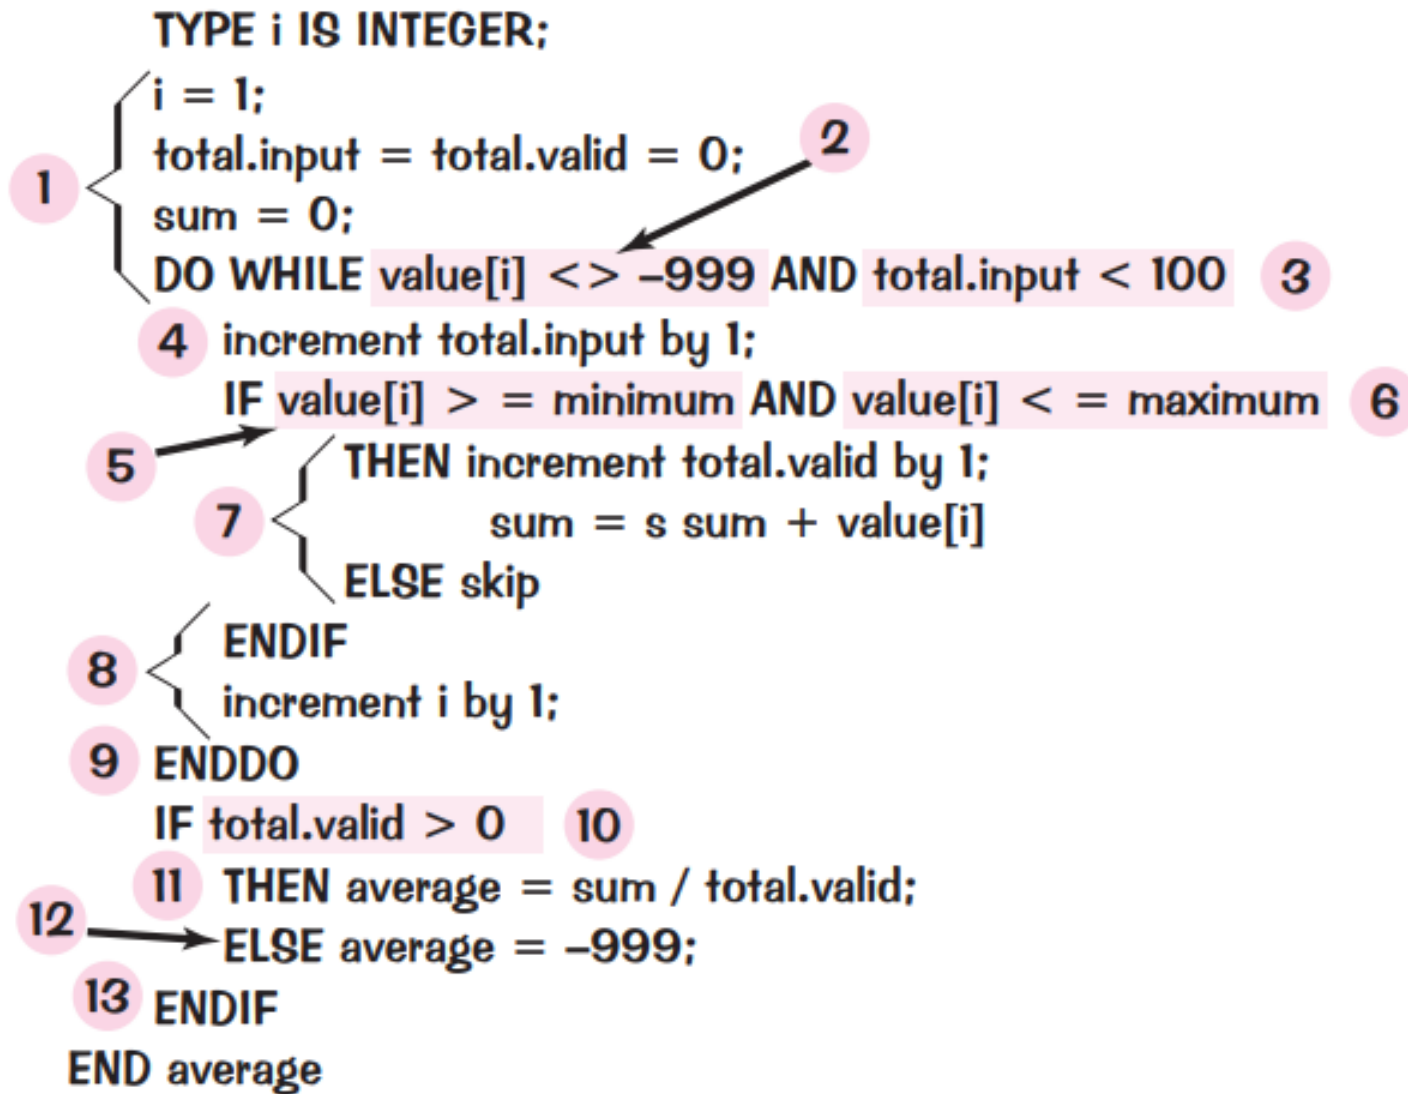 TYPE i IS INTEGER;
i = 1;
total.input = total.valid = 0; 2
1 sum = 0;
DO WHILE value[i] <> –999 AND total.input < 100 3
4 increment total.input by 1;
IF value[i] > = minimum AND value[i] < = maximum 6
5 THEN increment total.valid by 1;
7 sum = s sum + value[i]
ELSE skip
ENDIF
8 increment i by 1;
9 ENDDO
IF total.valid > 0 10
11 THEN average = sum / total.valid;
12 ELSE average = –999;
13 ENDIF
END average